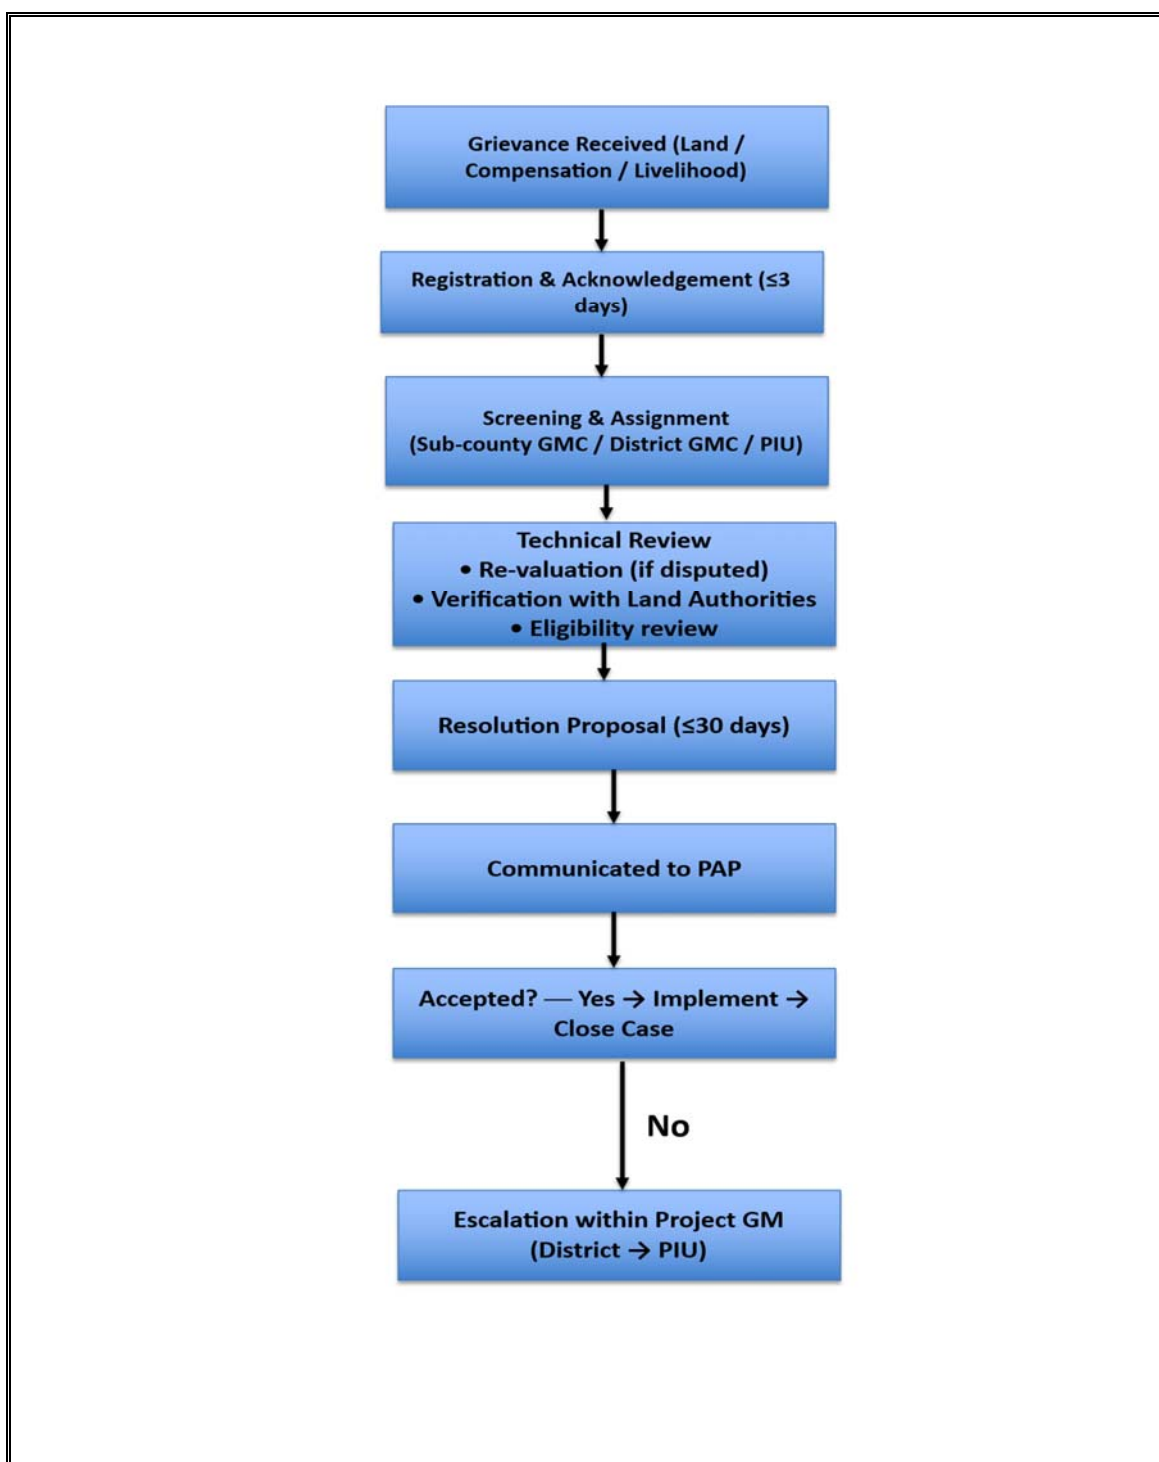 Grievance Received (Land /
Compensation / Livelihood)
Registration & Acknowledgement (≤3
days)
Screening & Assignment
(Sub-county GMC / District GMC / PIU)
Technical Review
• Re-valuation (if disputed)
• Verification with Land Authorities
• Eligibility review
Resolution Proposal (≤30 days)
Communicated to PAP
Accepted? — Yes → Implement →
Close Case
No
Escalation within Project GM
(District → PIU)